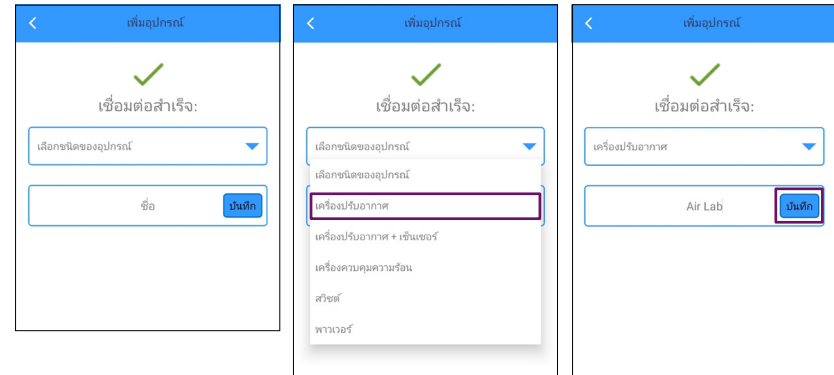 เพิ่มอุปกรณ์
เชื่อมต่อสำเร็จ:
เลือกชนิดของอุปกรณ์
ชื่อ
บันทึก
เพิ่มอุปกรณ์
เชื่อมต่อสำเร็จ:
เลือกชนิดของอุปกรณ์
เลือกชนิดของอุปกรณ์
เครื่องปรับอากาศ
เครื่องปรับอากาศ + เซ็นเซอร์
เครื่องควบคุมความร้อน
สวิชต์
พาวเวอร์
เพิ่มอุปกรณ์
เชื่อมต่อสำเร็จ:
เครื่องปรับอากาศ
Air Lab
บันทึก